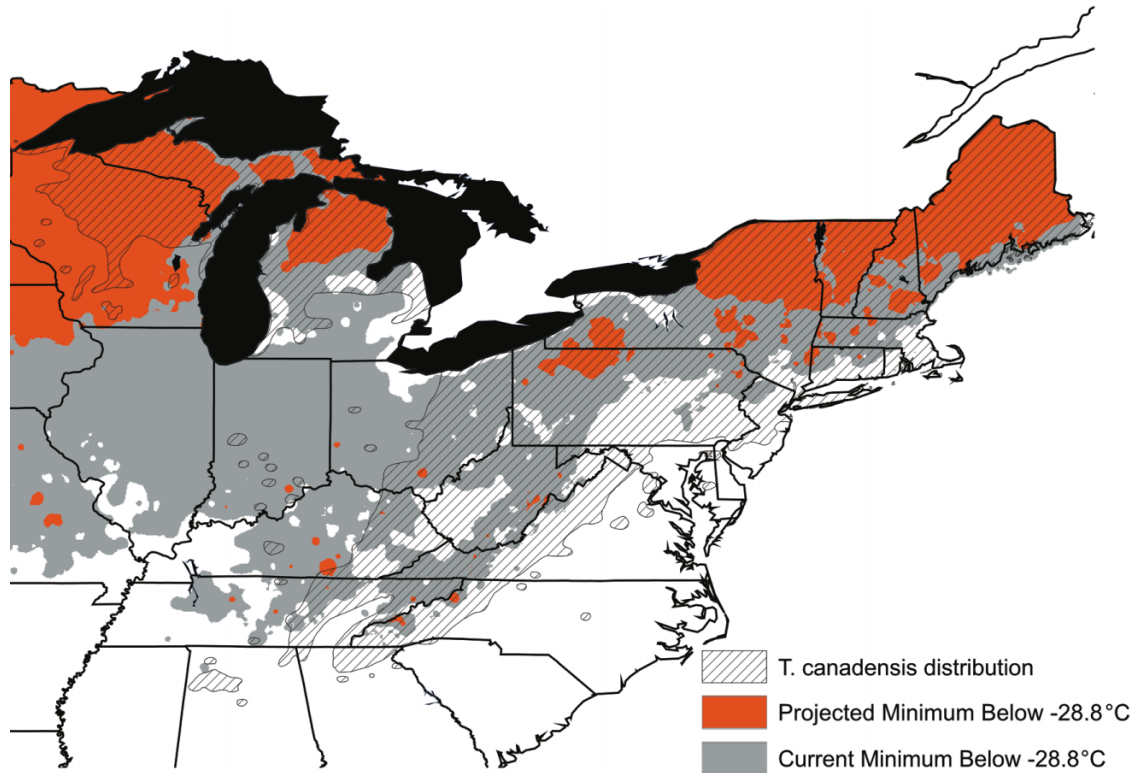 T. canadensis distribution
Projected Minimum Below -28.8°C
Current Minimum Below -28.8°C